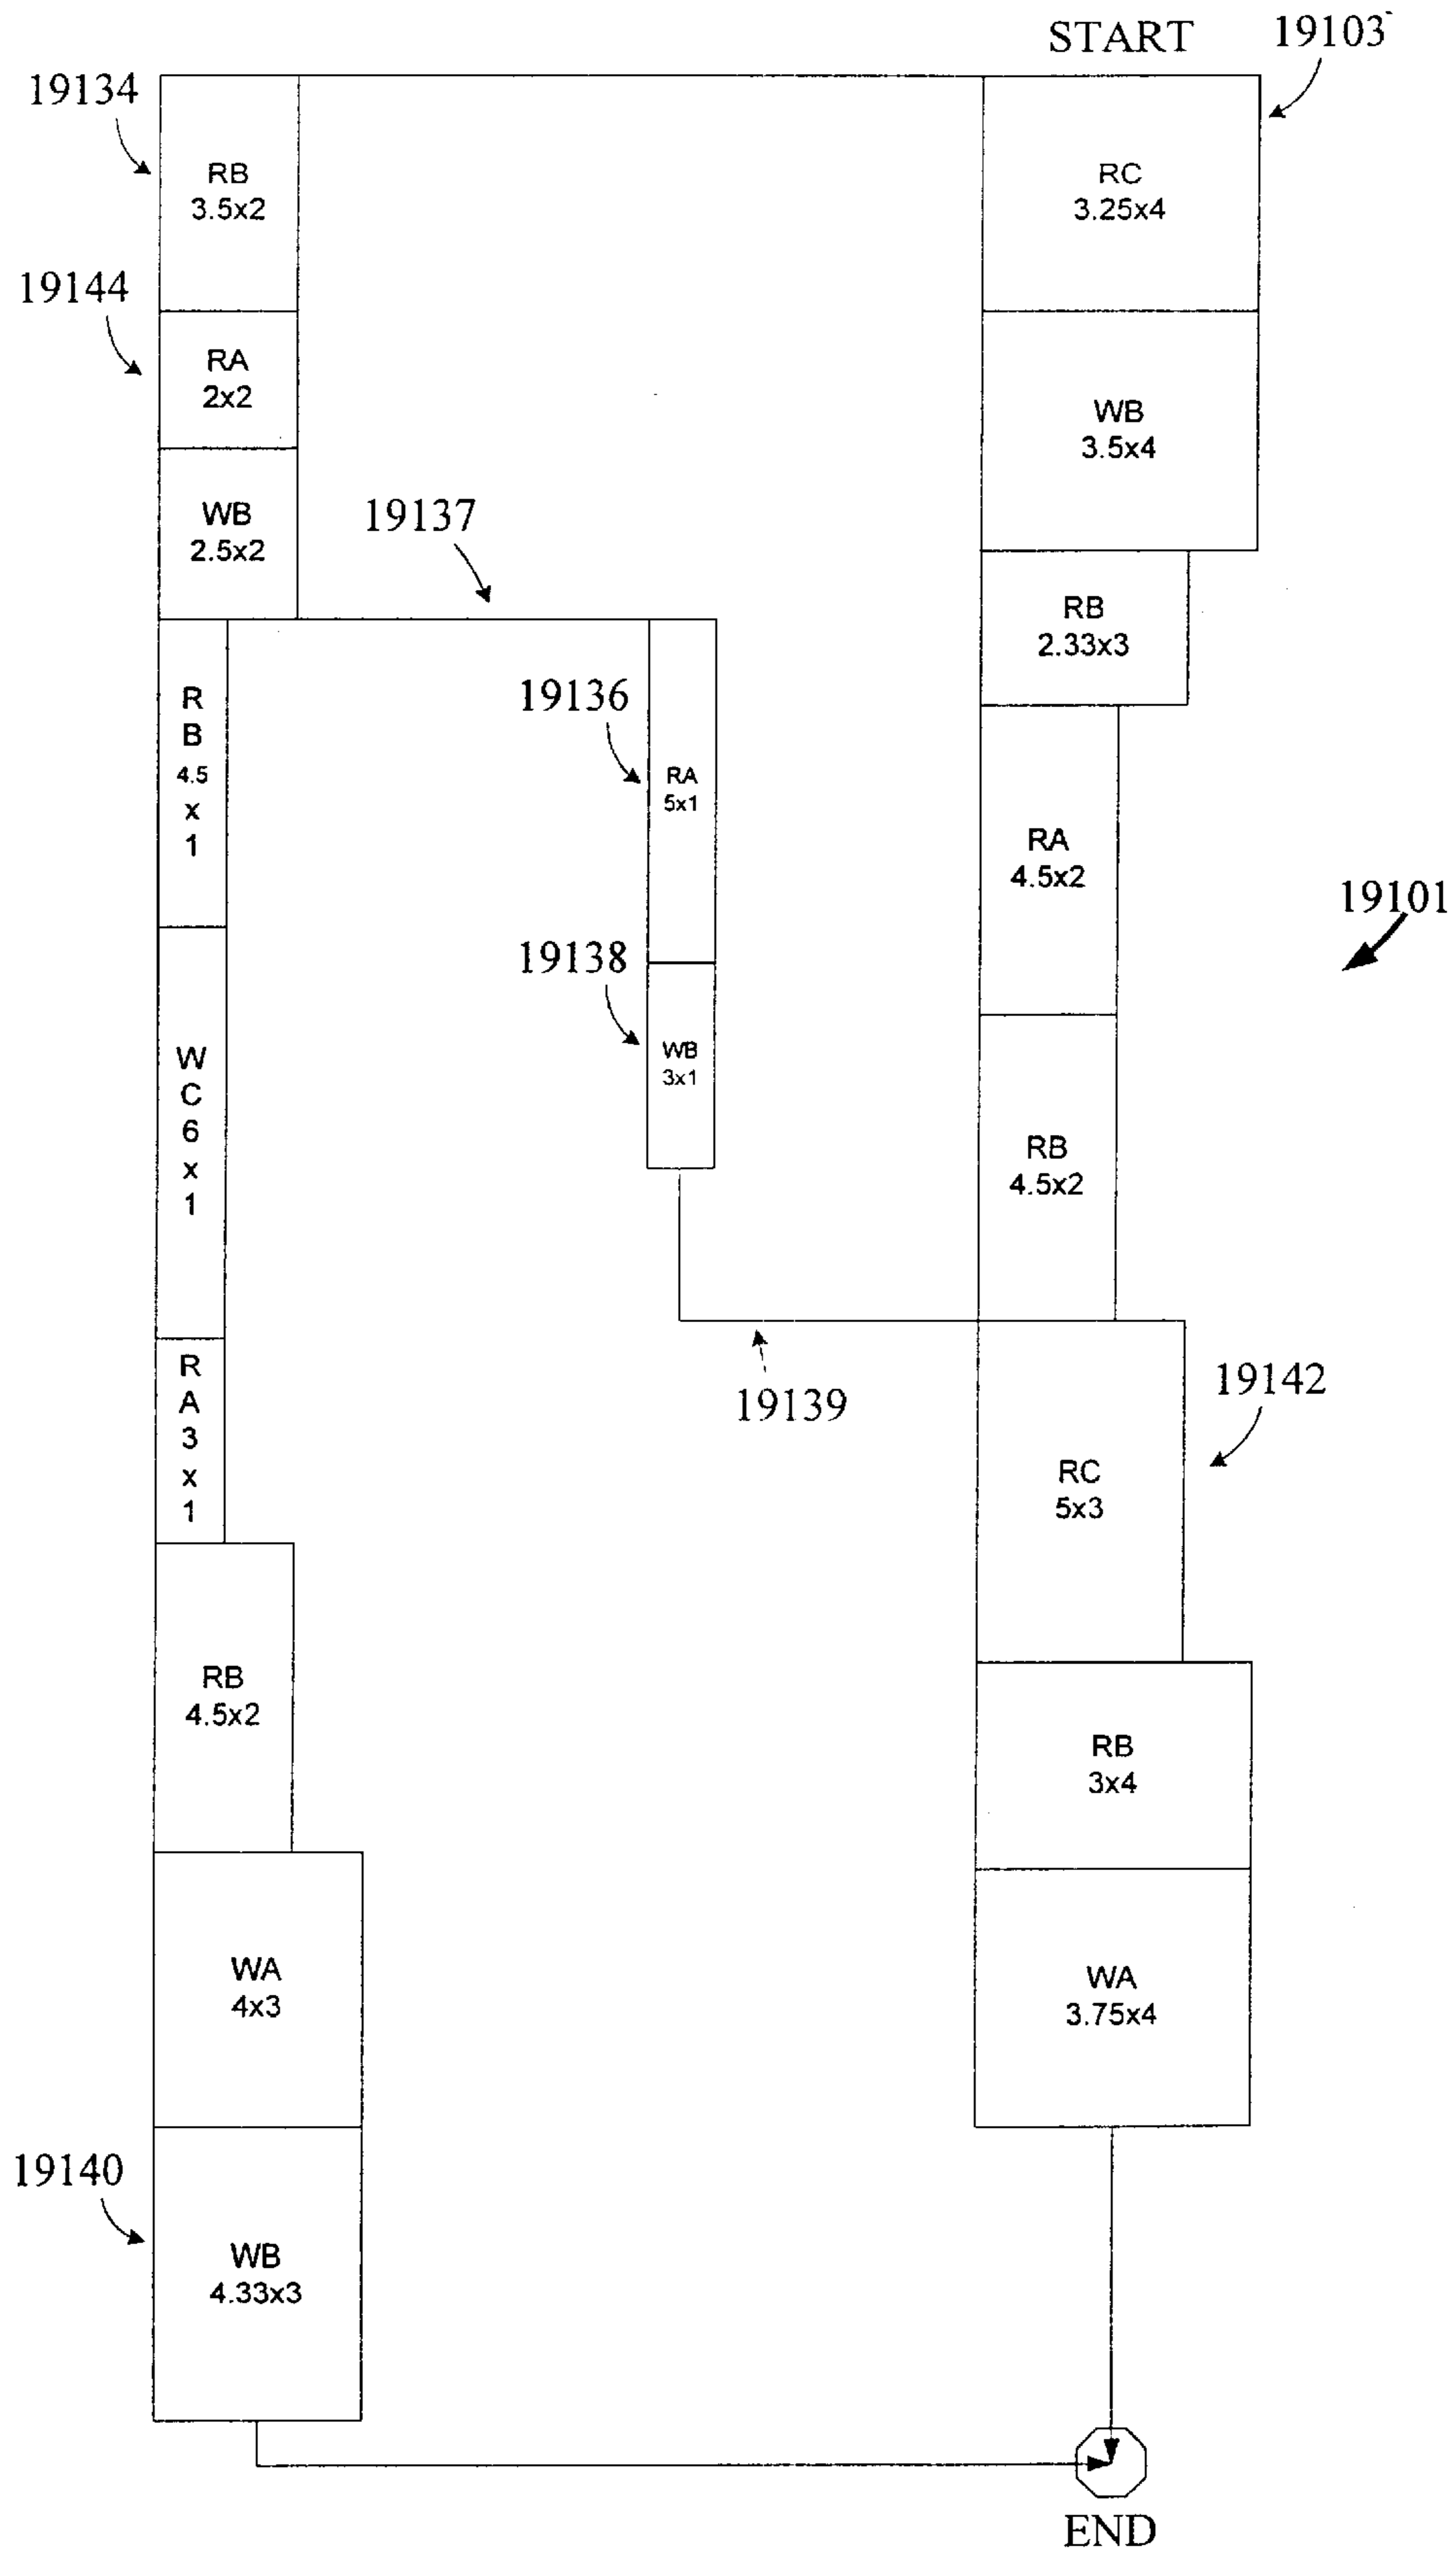 START
19103
19134
RB
3.5x2
RC
3.25x4
19144
RA
2x2
WB
3.5x4
WB
2.5x2
19137
RB
2.33x3
R
B
4.5
x
1
19136
RA
5x1
RA
4.5x2
19101
19138
WB
3x1
W
C
6
x
1
RB
4.5x2
R
A
3
x
1
19139
19142
RC
5x3
RB
4.5x2
RB
3x4
WA
4x3
WA
3.75x4
19140
WB
4.33x3
END